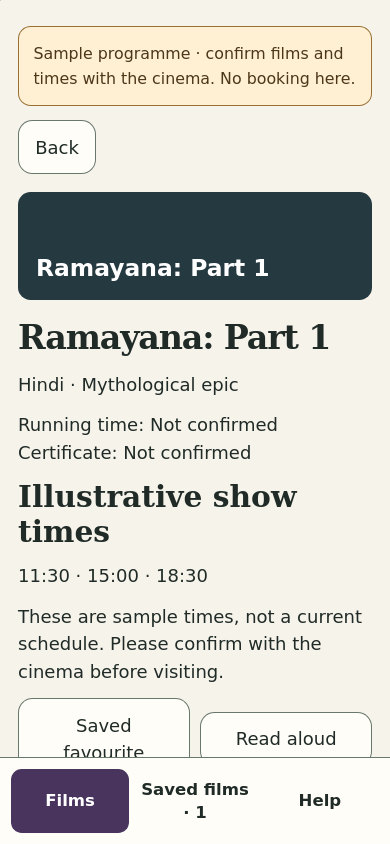 Sample programme · confirm films and
times with the cinema. No booking here.
Back
Ramayana: Part 1
Ramayana: Part 1
Hindi · Mythological epic
Running time: Not confirmed
Certificate: Not confirmed
Illustrative show
times
11:30 · 15:00 · 18:30
These are sample times, not a current
schedule. Please confirm with the
cinema before visiting.
Saved
favourite
Read aloud
Films
Saved films
· 1
Help